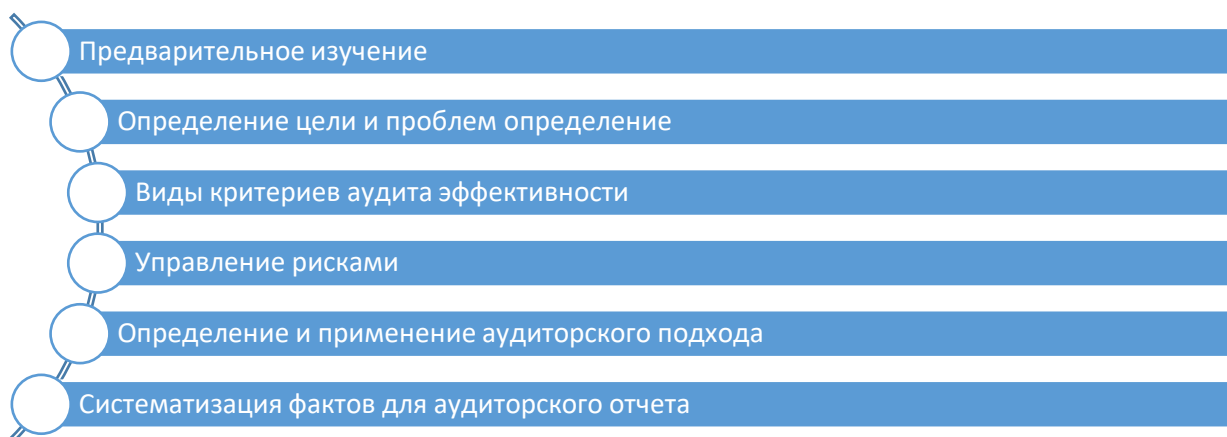 Предварительное изучение
Определение цели и проблем определение
Виды критериев аудита эффективности
Управление рисками
Определение и применение аудиторского подхода
Систематизация фактов для аудиторского отчета